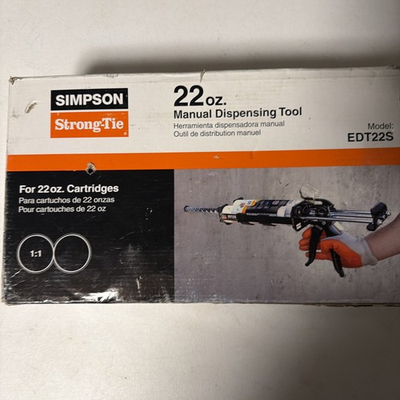 SIMPSON
Strong-Tie
22 oz.
Manual Dispensing Tool
Herramienta dispensadora manual
Outil de distribution manuel
Model:
EDT22S
For 22 oz. Cartridges
Para cartuchos de 22 onzas
Pour cartouches de 22 oz
1:1